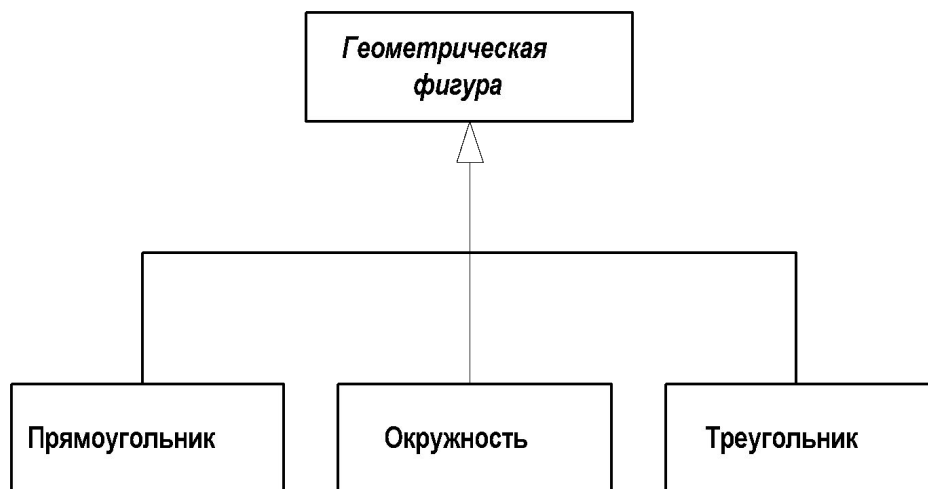 Геометрическая
фигура
Прямоугольник
Окружность
Треугольник